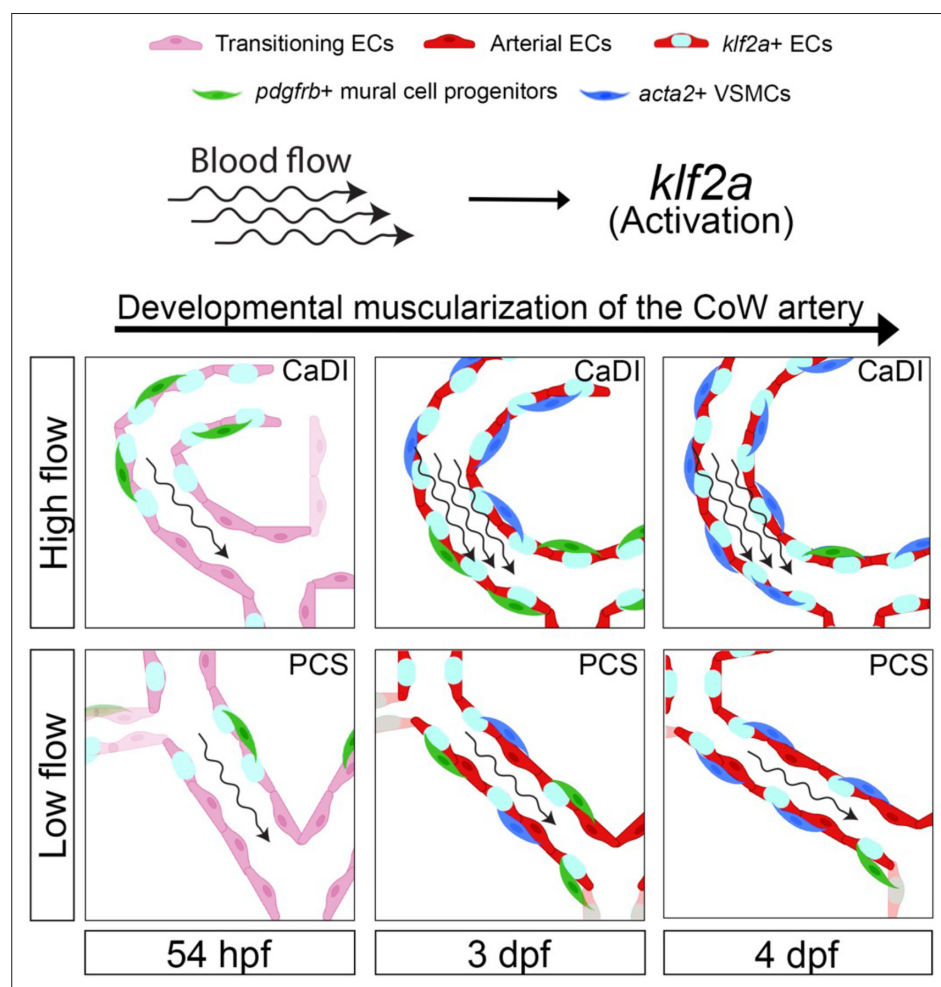 Transitioning ECs Arterial ECs klf2a+ ECs
pdgfrb+ mural cell progenitors acta2+ VSMCs
Blood flow
klf2a
(Activation)
Developmental muscularization of the CoW artery
High flow
CaDI
CaDI
CaDI
Low flow
PCS
PCS
PCS
54 hpf
3 dpf
4 dpf